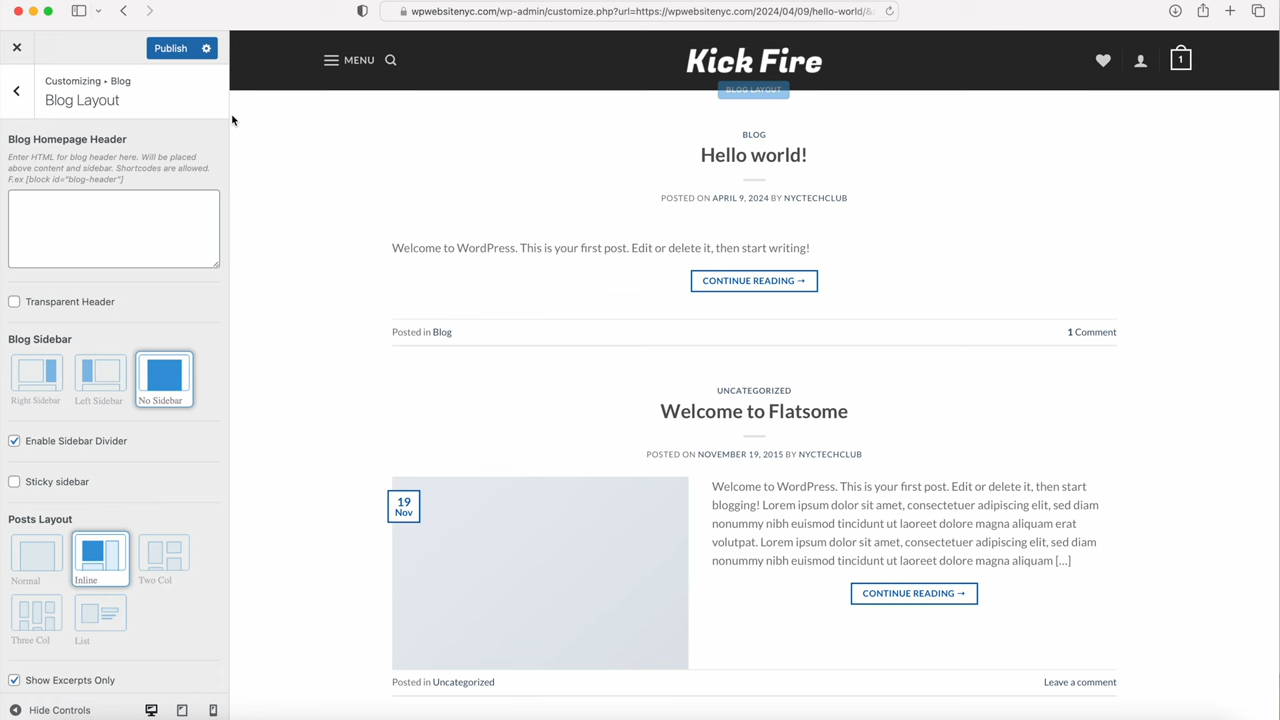 wpwebsitenyc.com/wp-admin/customize.php?url=https://wpwebsitenyc.com/2024/04/09/hello-world/&
Publish
Customizing ▸ Blog
Blog Layout
Blog Homepage Header
Enter HTML for blog header here. Will be placed
above content and sidebar. Shortcodes are allowed.
F.ex [block id="blog-header"]
Transparent Header
Blog Sidebar
Right Sidebar
Left Sidebar
No Sidebar
Enable Sidebar Divider
Sticky sidebar
Posts Layout
Normal
Inline
Two Col
Three Col
List
Show Excerpts Only
Hide Controls
MENU
Kick Fire
1
BLOG LAYOUT
BLOG
Hello world!
POSTED ON APRIL 9, 2024 BY NYCTECHCLUB
Welcome to WordPress. This is your first post. Edit or delete it, then start writing!
CONTINUE READING →
Posted in Blog
1 Comment
UNCATEGORIZED
Welcome to Flatsome
POSTED ON NOVEMBER 19, 2015 BY NYCTECHCLUB
19
Nov
Welcome to WordPress. This is your first post. Edit or delete it, then start
blogging! Lorem ipsum dolor sit amet, consectetuer adipiscing elit, sed diam
nonummy nibh euismod tincidunt ut laoreet dolore magna aliquam erat
volutpat. Lorem ipsum dolor sit amet, consectetuer adipiscing elit, sed diam
nonummy nibh euismod tincidunt ut laoreet dolore magna aliquam [...]
CONTINUE READING →
Posted in Uncategorized
Leave a comment